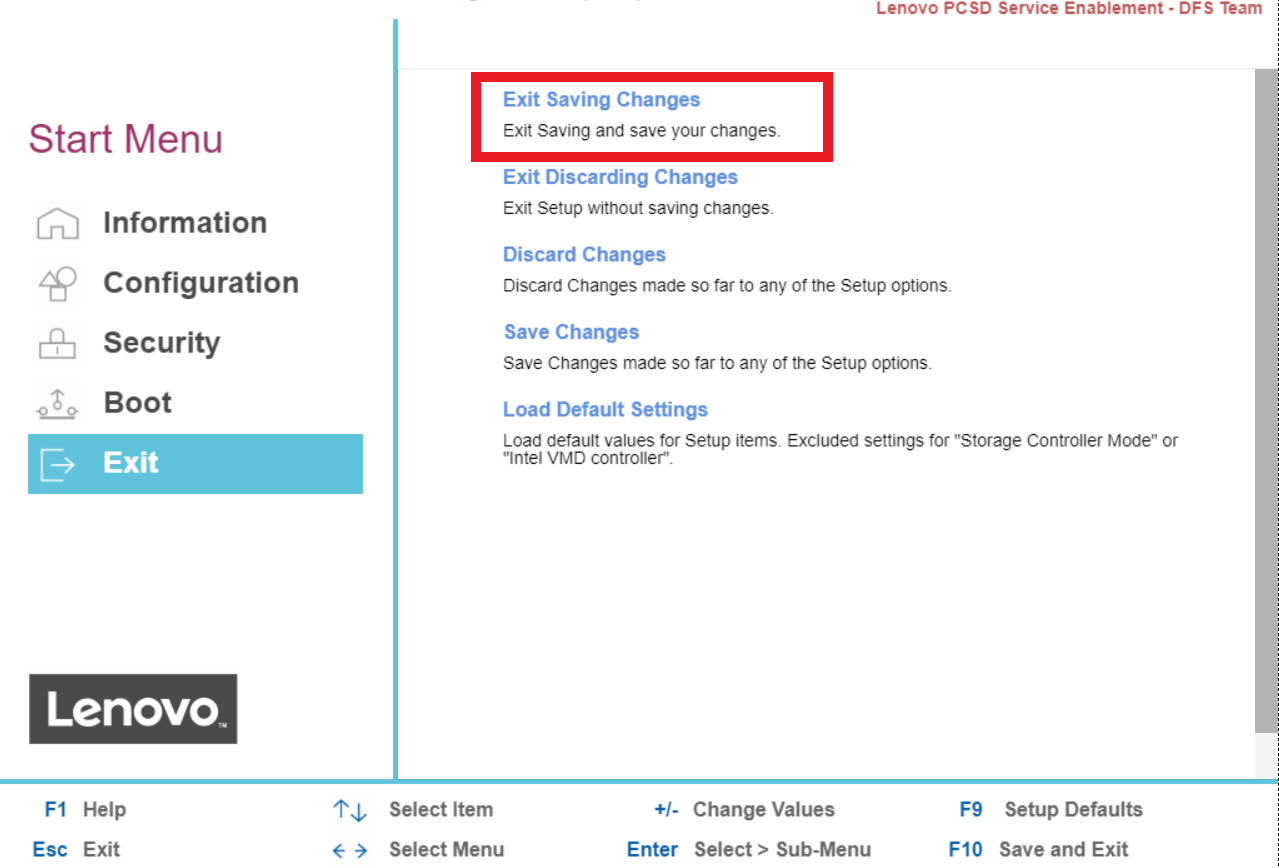 Lenovo PCSD Service Enablement - DFS Team
Start Menu
Information
Configuration
Security
Boot
Exit
Exit Saving Changes
Exit Saving and save your changes.
Exit Discarding Changes
Exit Setup without saving changes.
Discard Changes
Discard Changes made so far to any of the Setup options.
Save Changes
Save Changes made so far to any of the Setup options.
Load Default Settings
Load default values for Setup items. Excluded settings for "Storage Controller Mode" or
"Intel VMD controller".
Lenovo™
F1 Help
↑↓ Select Item
+/- Change Values
F9 Setup Defaults
Esc Exit
← → Select Menu
Enter Select > Sub-Menu
F10 Save and Exit